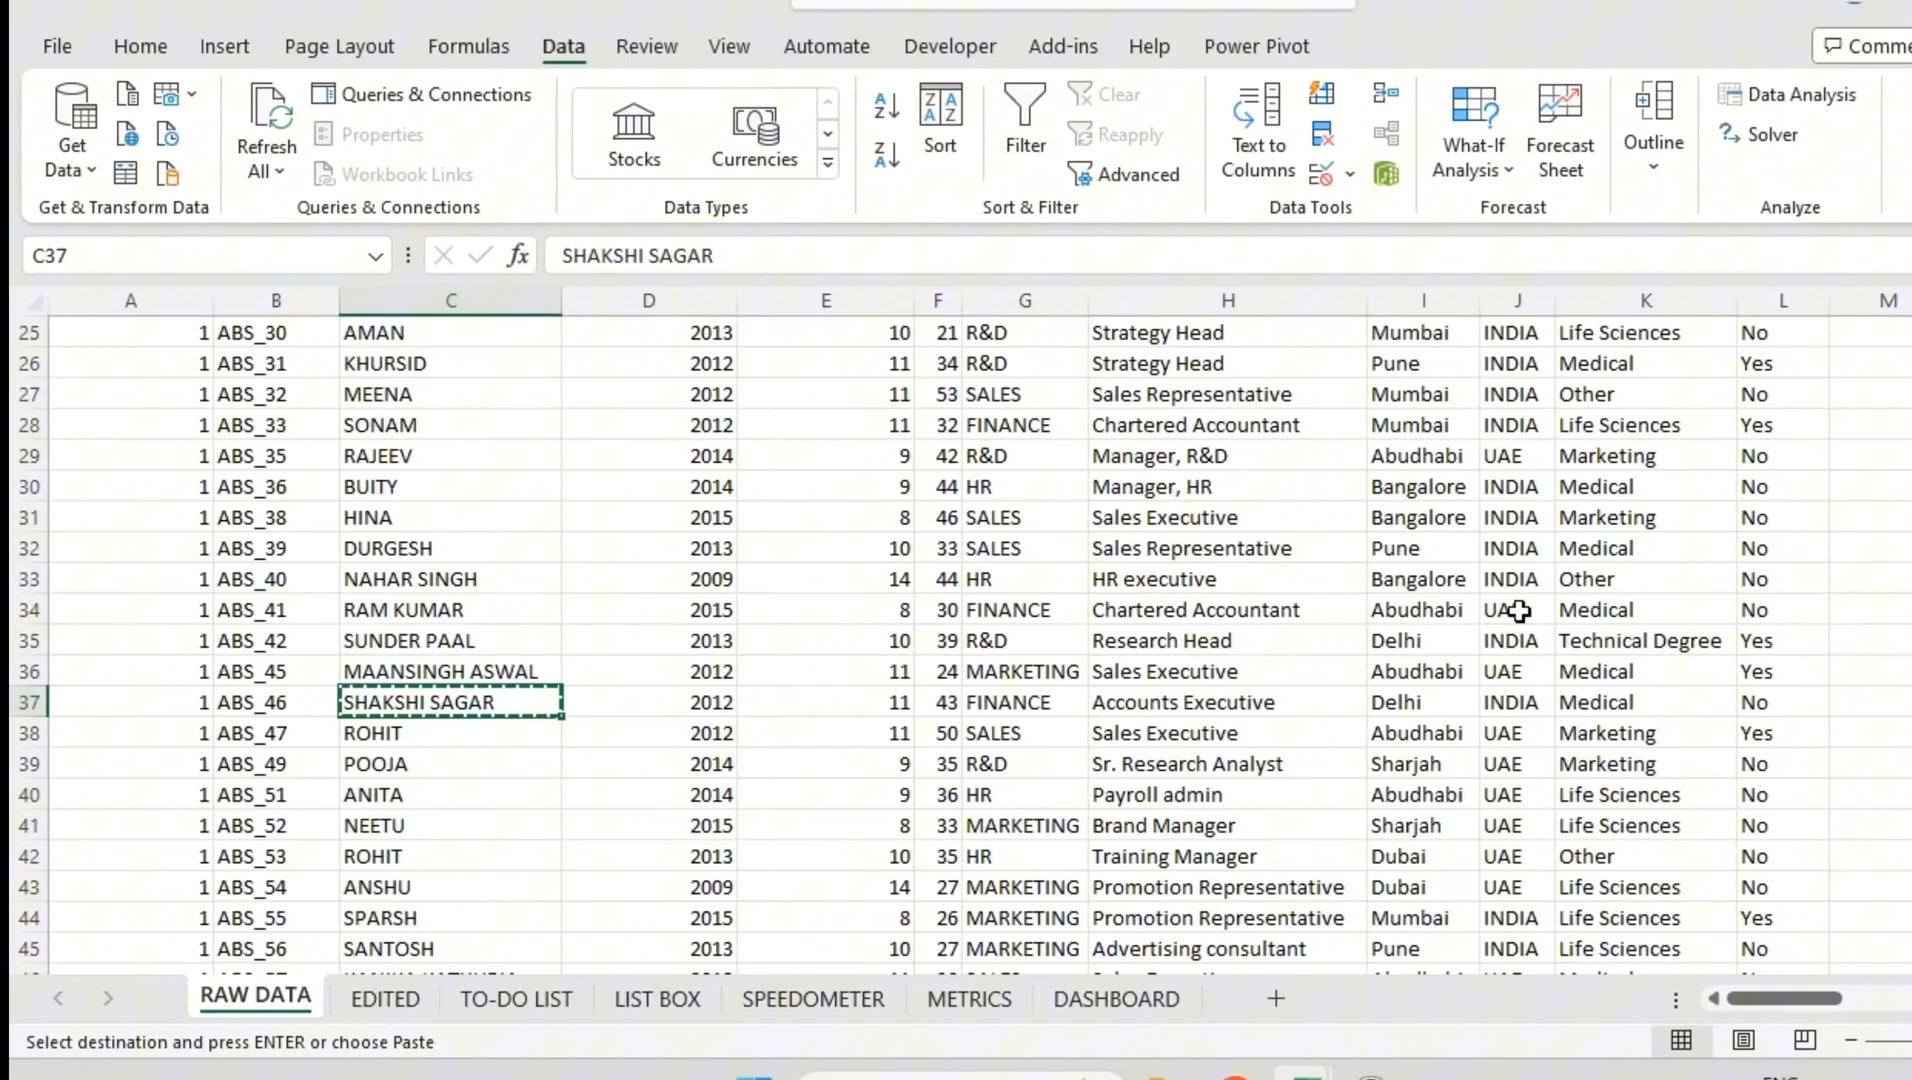 File Home Insert Page Layout Formulas Data Review View Automate Developer Add-ins Help Power Pivot
Get Data Refresh All Queries & Connections Properties Workbook Links Stocks Currencies Sort Filter Clear Reapply Advanced Text to Columns What-If Analysis Forecast Sheet Outline Data Analysis Solver
Get & Transform Data Queries & Connections Data Types Sort & Filter Data Tools Forecast Analyze
C37 fx SHAKSHI SAGAR
A B C D E F G H I J K L M
25 1 ABS_30 AMAN 2013 10 21 R&D Strategy Head Mumbai INDIA Life Sciences No
26 1 ABS_31 KHURSID 2012 11 34 R&D Strategy Head Pune INDIA Medical Yes
27 1 ABS_32 MEENA 2012 11 53 SALES Sales Representative Mumbai INDIA Other No
28 1 ABS_33 SONAM 2012 11 32 FINANCE Chartered Accountant Mumbai INDIA Life Sciences Yes
29 1 ABS_35 RAJEEV 2014 9 42 R&D Manager, R&D Abudhabi UAE Marketing No
30 1 ABS_36 BUITY 2014 9 44 HR Manager, HR Bangalore INDIA Medical No
31 1 ABS_38 HINA 2015 8 46 SALES Sales Executive Bangalore INDIA Marketing No
32 1 ABS_39 DURGESH 2013 10 33 SALES Sales Representative Pune INDIA Medical No
33 1 ABS_40 NAHAR SINGH 2009 14 44 HR HR executive Bangalore INDIA Other No
34 1 ABS_41 RAM KUMAR 2015 8 30 FINANCE Chartered Accountant Abudhabi Medical No
35 1 ABS_42 SUNDER PAAL 2013 10 39 R&D Research Head Delhi INDIA Technical Degree Yes
36 1 ABS_45 MAANSINGH ASWAL 2012 11 24 MARKETING Sales Executive Abudhabi UAE Medical Yes
37 1 ABS_46 SHAKSHI SAGAR 2012 11 43 FINANCE Accounts Executive Delhi INDIA Medical No
38 1 ABS_47 ROHIT 2012 11 50 SALES Sales Executive Abudhabi UAE Marketing Yes
39 1 ABS_49 POOJA 2014 9 35 R&D Sr. Research Analyst Sharjah UAE Marketing No
40 1 ABS_51 ANITA 2014 9 36 HR Payroll admin Abudhabi UAE Life Sciences No
41 1 ABS_52 NEETU 2015 8 33 MARKETING Brand Manager Sharjah UAE Life Sciences No
42 1 ABS_53 ROHIT 2013 10 35 HR Training Manager Dubai UAE Other No
43 1 ABS_54 ANSHU 2009 14 27 MARKETING Promotion Representative Dubai UAE Life Sciences No
44 1 ABS_55 SPARSH 2015 8 26 MARKETING Promotion Representative Mumbai INDIA Life Sciences Yes
45 1 ABS_56 SANTOSH 2013 10 27 MARKETING Advertising consultant Pune INDIA Life Sciences No
RAW DATA EDITED TO-DO LIST LIST BOX SPEEDOMETER METRICS DASHBOARD
Select destination and press ENTER or choose Paste